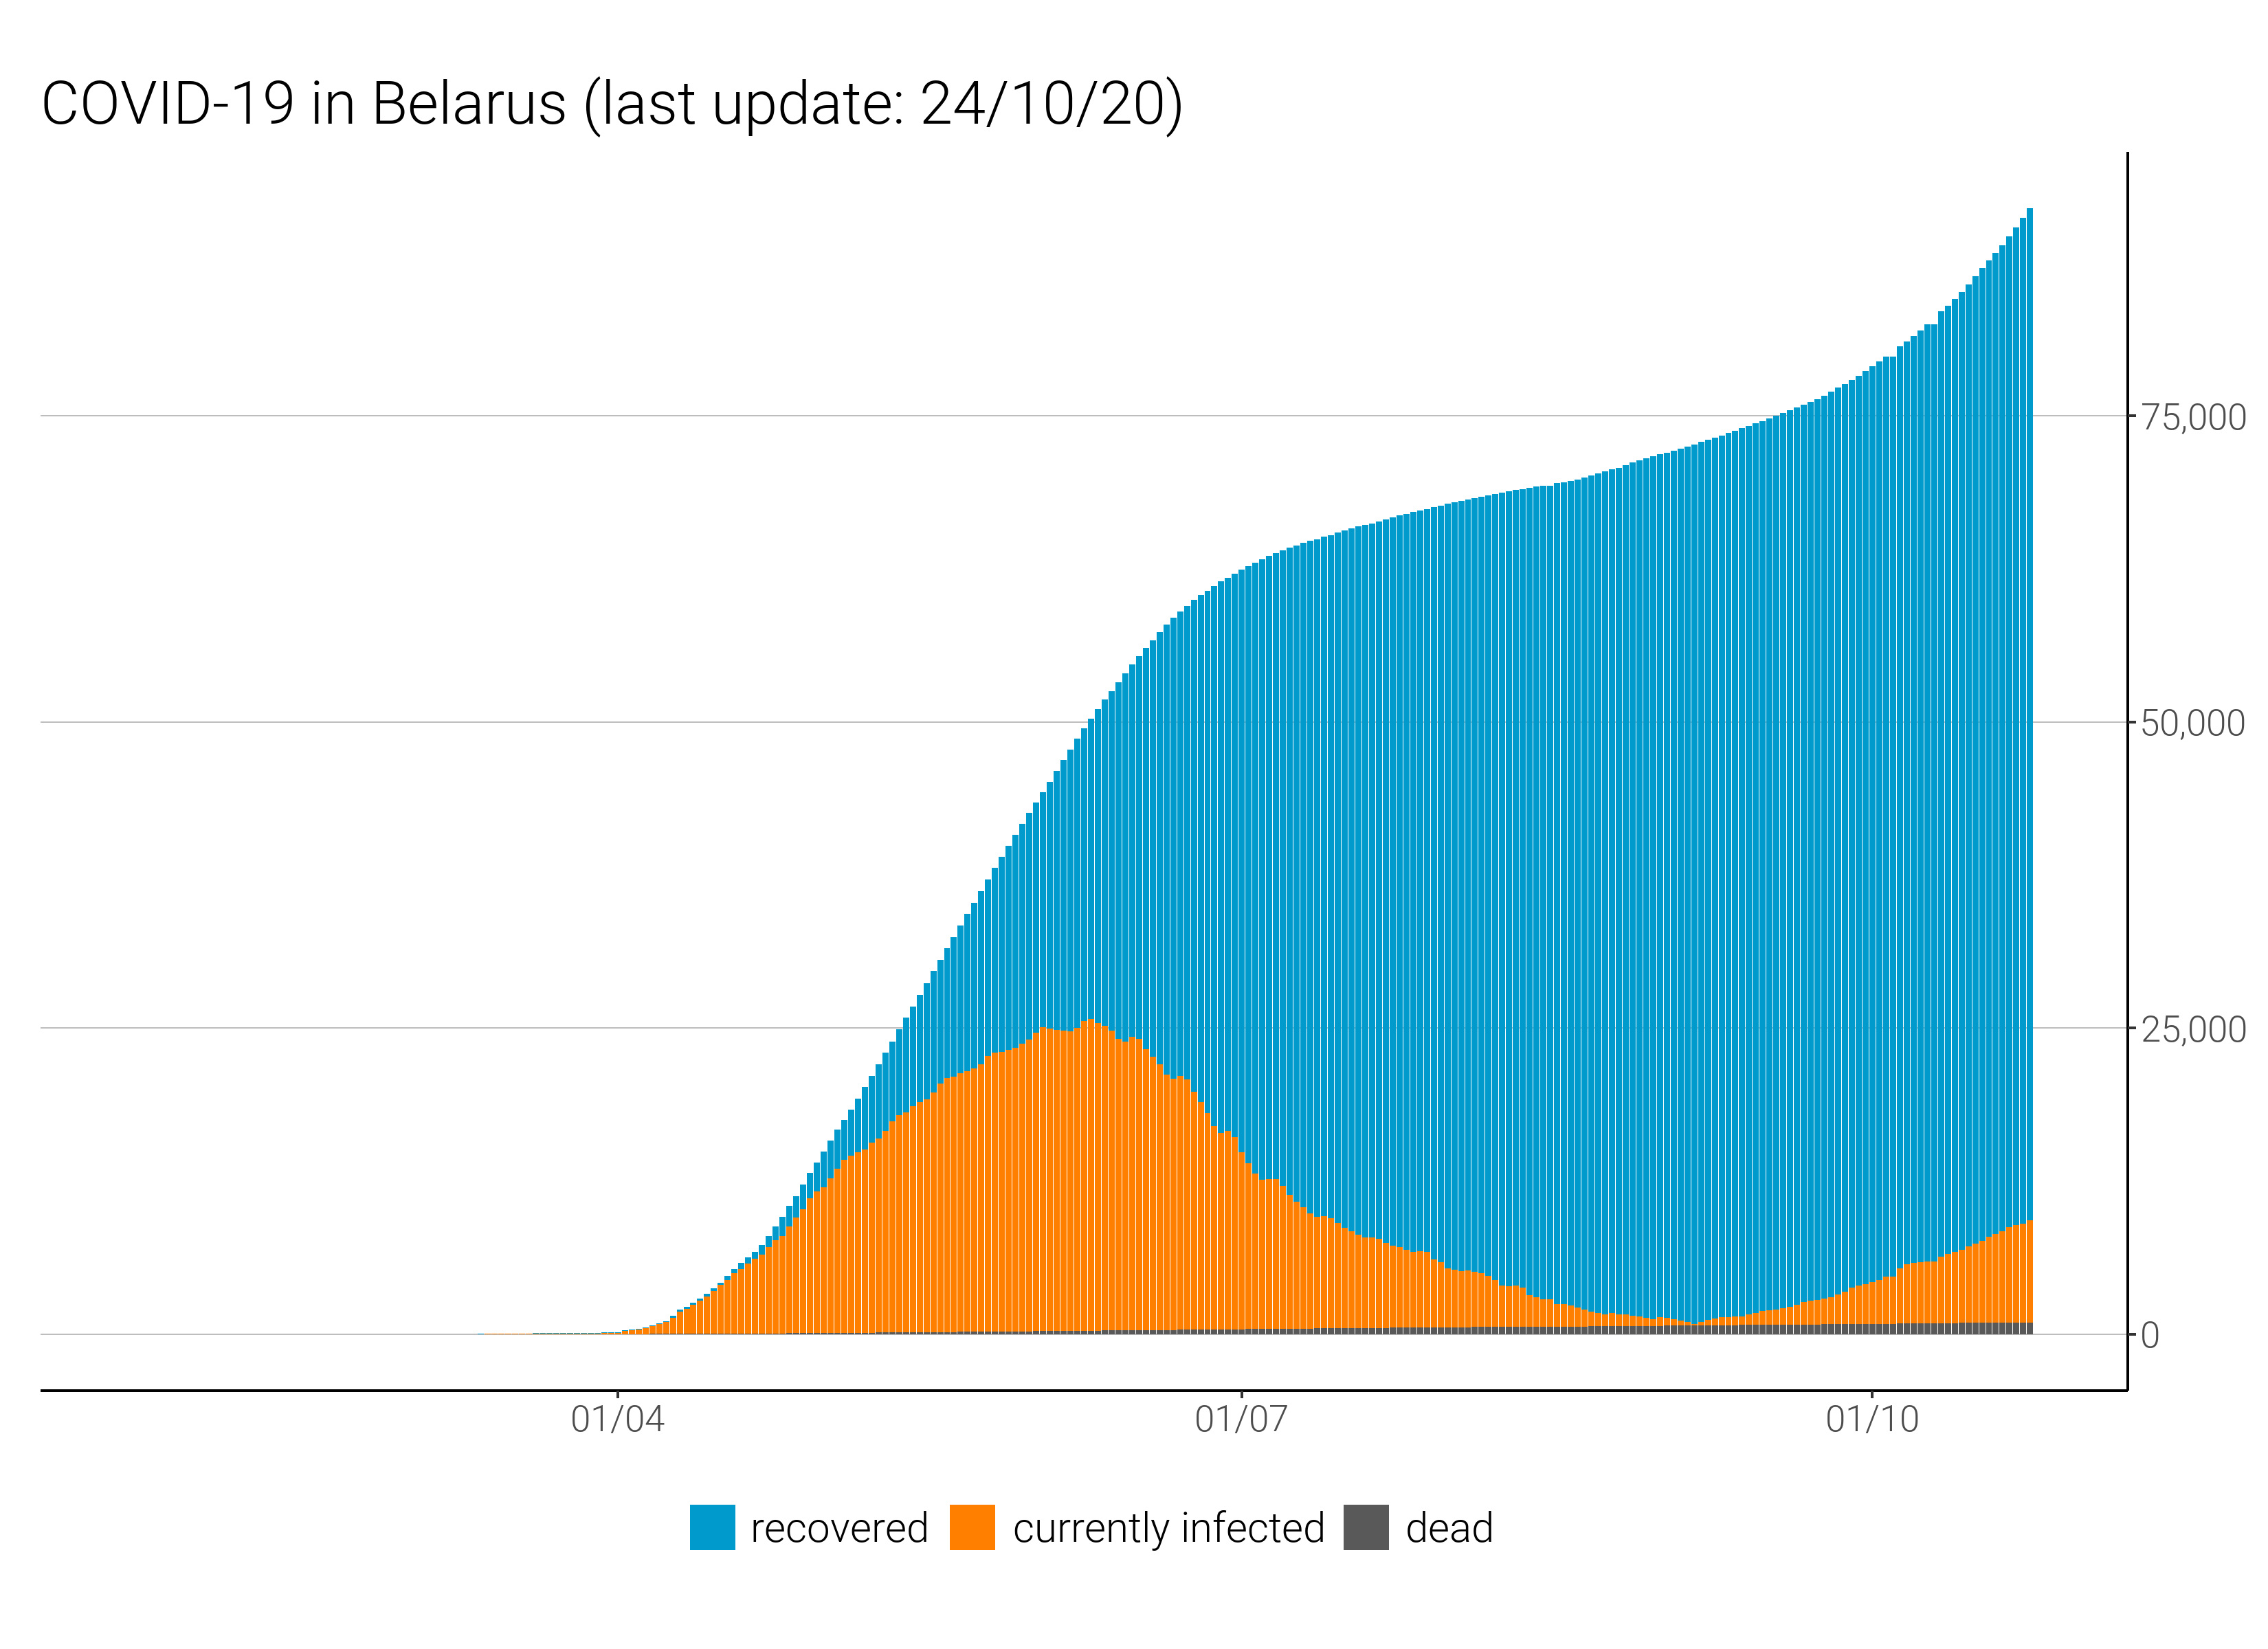 COVID-19 in Belarus (last update: 24/10/20)
75,000
50,000
25,000
0
01/04 01/07 01/10
recovered currently infected dead